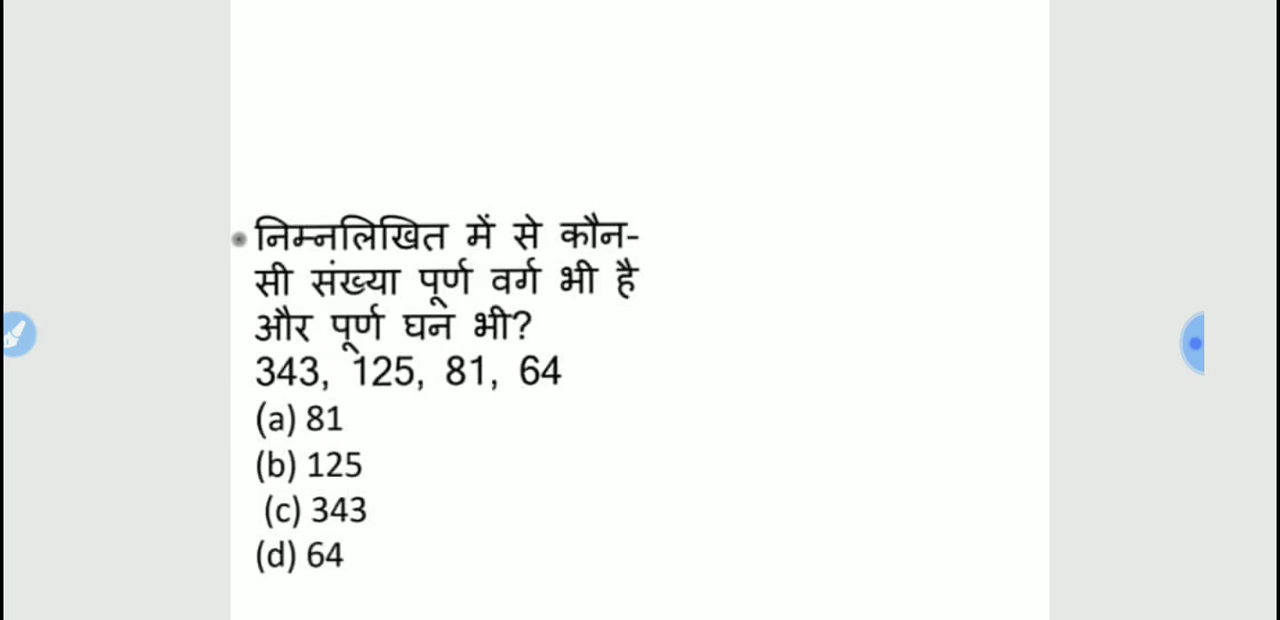 निम्नलिखित में से कौन-
सी संख्या पूर्ण वर्ग भी है
और पूर्ण घन भी?
343, 125, 81, 64
(a) 81
(b) 125
(c) 343
(d) 64